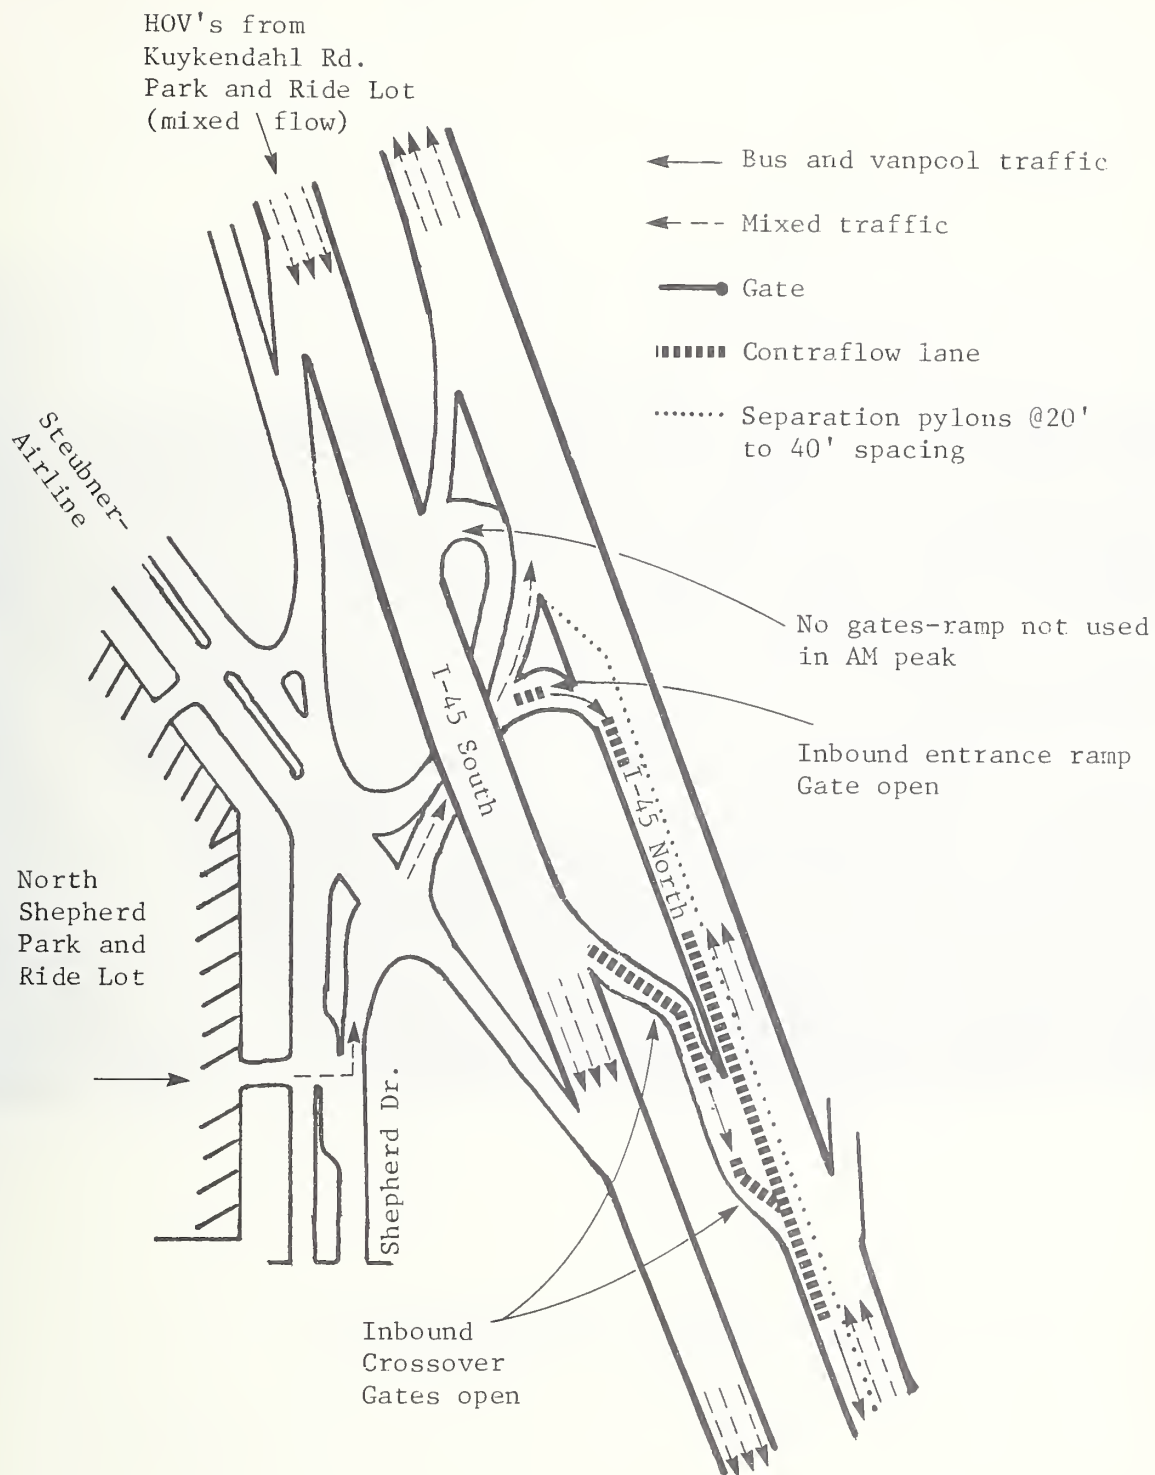 HOV's from
Kuykendahl Rd.
Park and Ride Lot
(mixed flow)
Bus and vanpool traffic
Mixed traffic
Gate
Contraflow lane
Separation pylons @20'
to 40' spacing
Steubner-
Airline
No gates-ramp not used
in AM peak
I-45 South
Inbound entrance ramp
Gate open
I-45 North
North
Shepherd
Park and
Ride Lot
Shepherd Dr.
Inbound
Crossover
Gates open